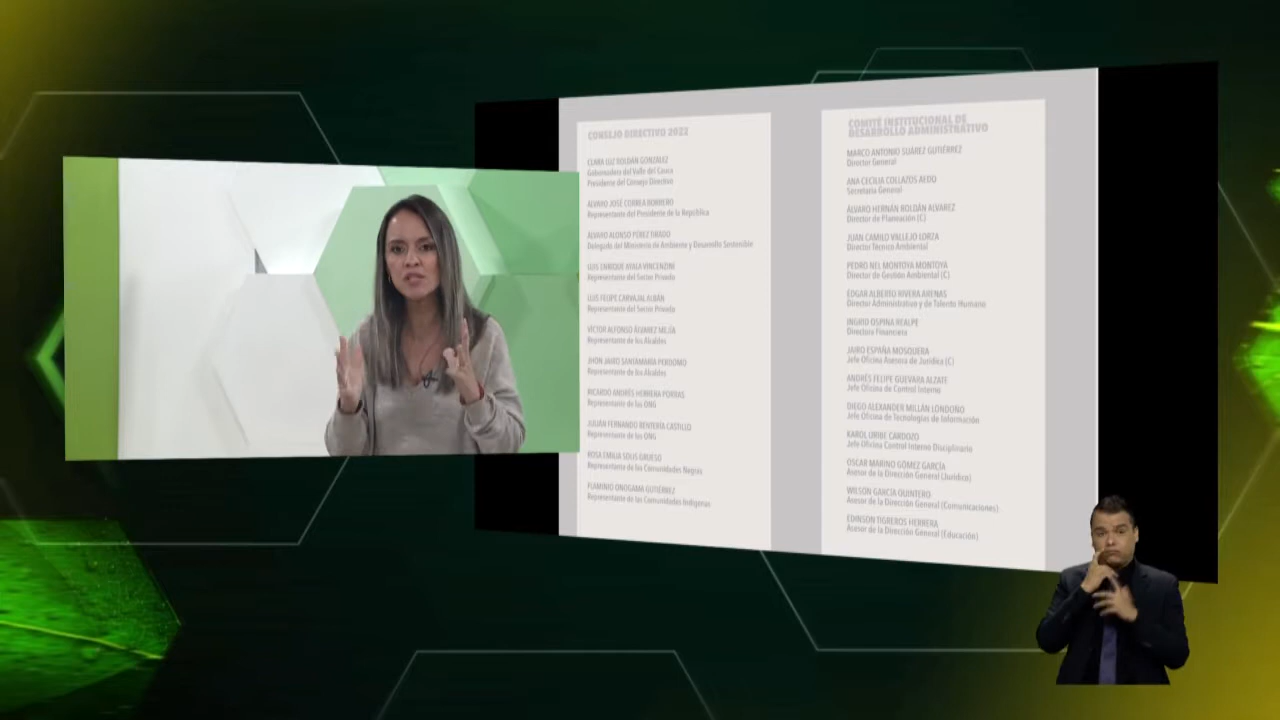 CONSEJO DIRECTIVO 2022
CLARA LUZ ROLDÁN GONZÁLEZ
Gobernadora del Valle del Cauca
Presidente del Consejo Directivo
ÁLVARO JOSÉ CORREA BORRERO
Representante del Presidente de la República
ÁLVARO ALONSO PÉREZ TIRADO
Delegado del Ministerio de Ambiente y Desarrollo Sostenible
LUIS ENRIQUE AYALA VINCENZINI
Representante del Sector Privado
LUIS FELIPE CARVAJAL ALBÁN
Representante del Sector Privado
VÍCTOR ALFONSO ÁLVAREZ MEJÍA
Representante de los Alcaldes
JHON JAIRO SANTAMARÍA PERDOMO
Representante de los Alcaldes
RICARDO ANDRÉS HERRERA PORRAS
Representante de las ONG
JULIÁN FERNANDO RENTERÍA CASTILLO
Representante de las ONG
ROSA EMILIA SOLIS GRUESO
Representante de las Comunidades Negras
FLAMINIO ONOGAMA GUTIÉRREZ
Representante de las Comunidades Indígenas
COMITÉ INSTITUCIONAL DE
DESARROLLO ADMINISTRATIVO
MARCO ANTONIO SUÁREZ GUTIÉRREZ
Director General
ANA CECILIA COLLAZOS AEDO
Secretaria General
ÁLVARO HERNÁN ROLDÁN ALVAREZ
Director de Planeación (C)
JUAN CAMILO VALLEJO LORZA
Director Técnico Ambiental
PEDRO NEL MONTOYA MONTOYA
Director de Gestión Ambiental (C)
EDGAR ALBERTO RIVERA ARENAS
Director Administrativo y de Talento Humano
INGRID OSPINA REALPE
Directora Financiera
JAIRO ESPAÑA MOSQUERA
Jefe Oficina Asesora de Jurídica (C)
ANDRÉS FELIPE GUEVARA ALZATE
Jefe Oficina de Control Interno
DIEGO ALEXANDER MILLÁN LONDOÑO
Jefe Oficina de Tecnologías de Información
KAROL URIBE CARDOZO
Jefe Oficina Control Interno Disciplinario
OSCAR MARINO GÓMEZ GARCÍA
Asesor de la Dirección General (Jurídico)
WILSON GARCÍA QUINTERO
Asesor de la Dirección General (Comunicaciones)
EDINSON TIGREROS HERRERA
Asesor de la Dirección General (Educación)